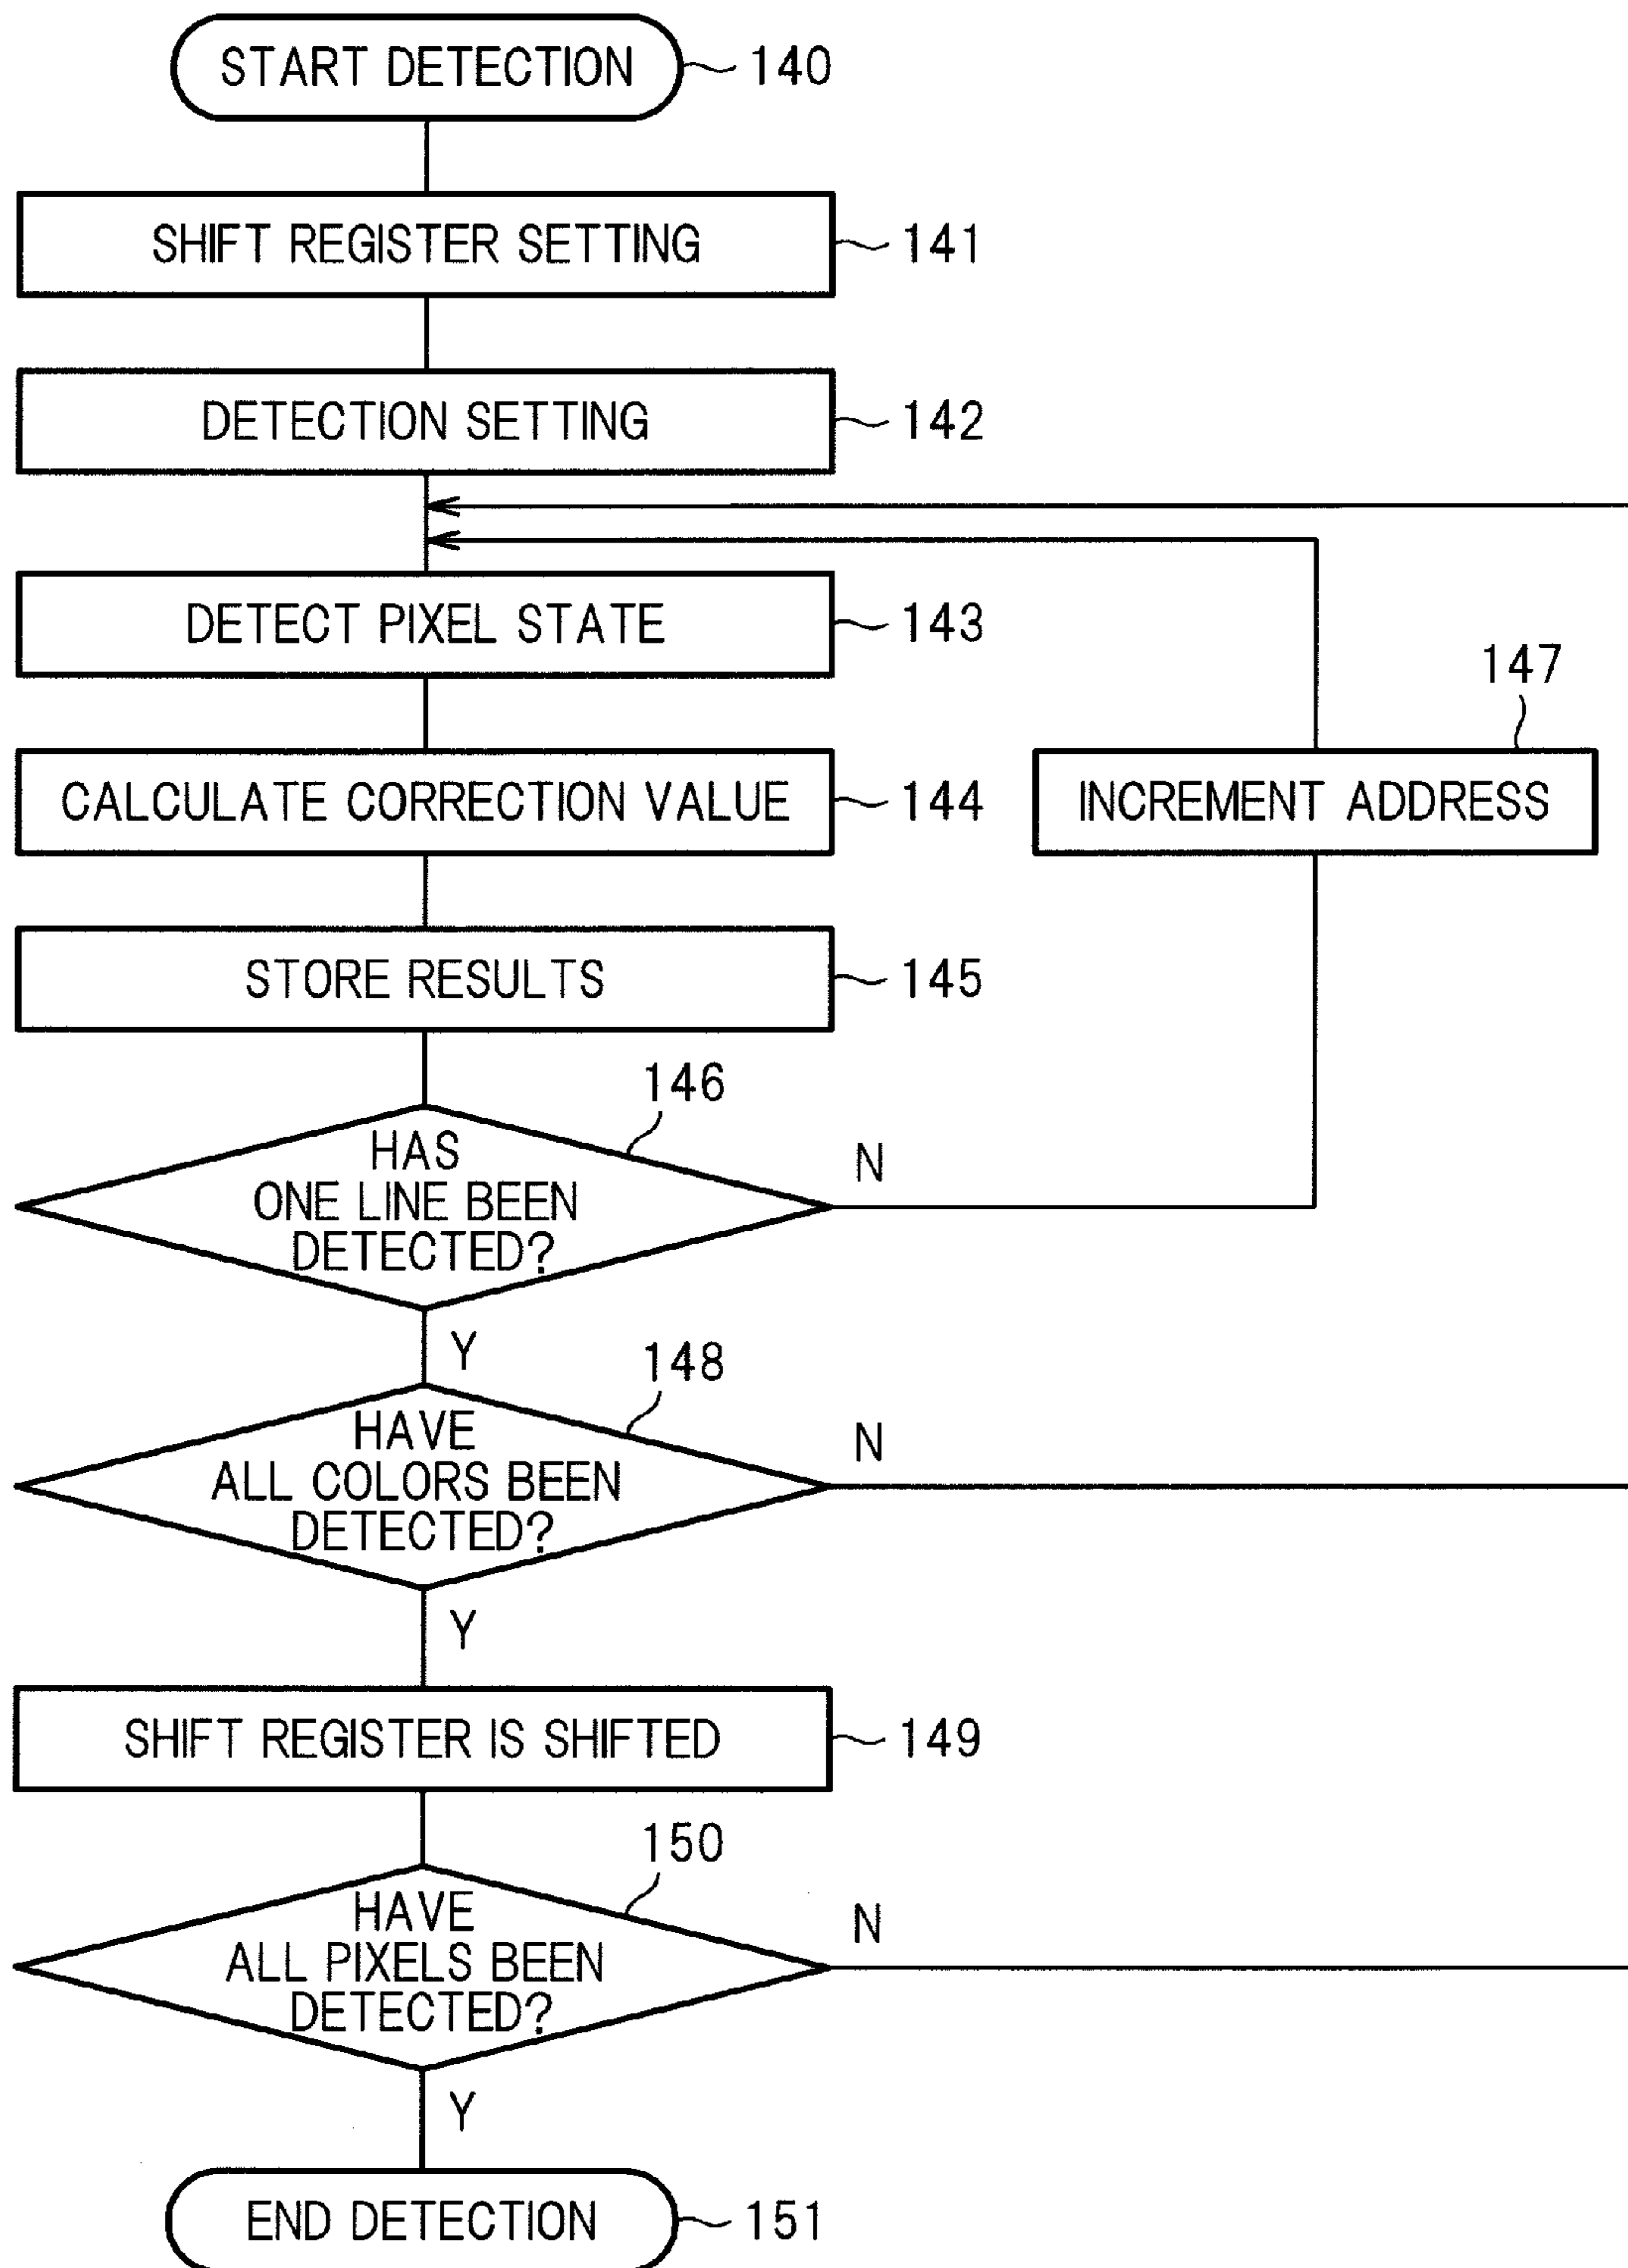 START DETECTION 140
SHIFT REGISTER SETTING 141
DETECTION SETTING 142
DETECT PIXEL STATE 143
147
CALCULATE CORRECTION VALUE 144
INCREMENT ADDRESS
STORE RESULTS 145
146
HAS
ONE LINE BEEN
DETECTED?
N
Y
148
HAVE
ALL COLORS BEEN
DETECTED?
N
Y
SHIFT REGISTER IS SHIFTED 149
150
HAVE
ALL PIXELS BEEN
DETECTED?
N
Y
END DETECTION 151